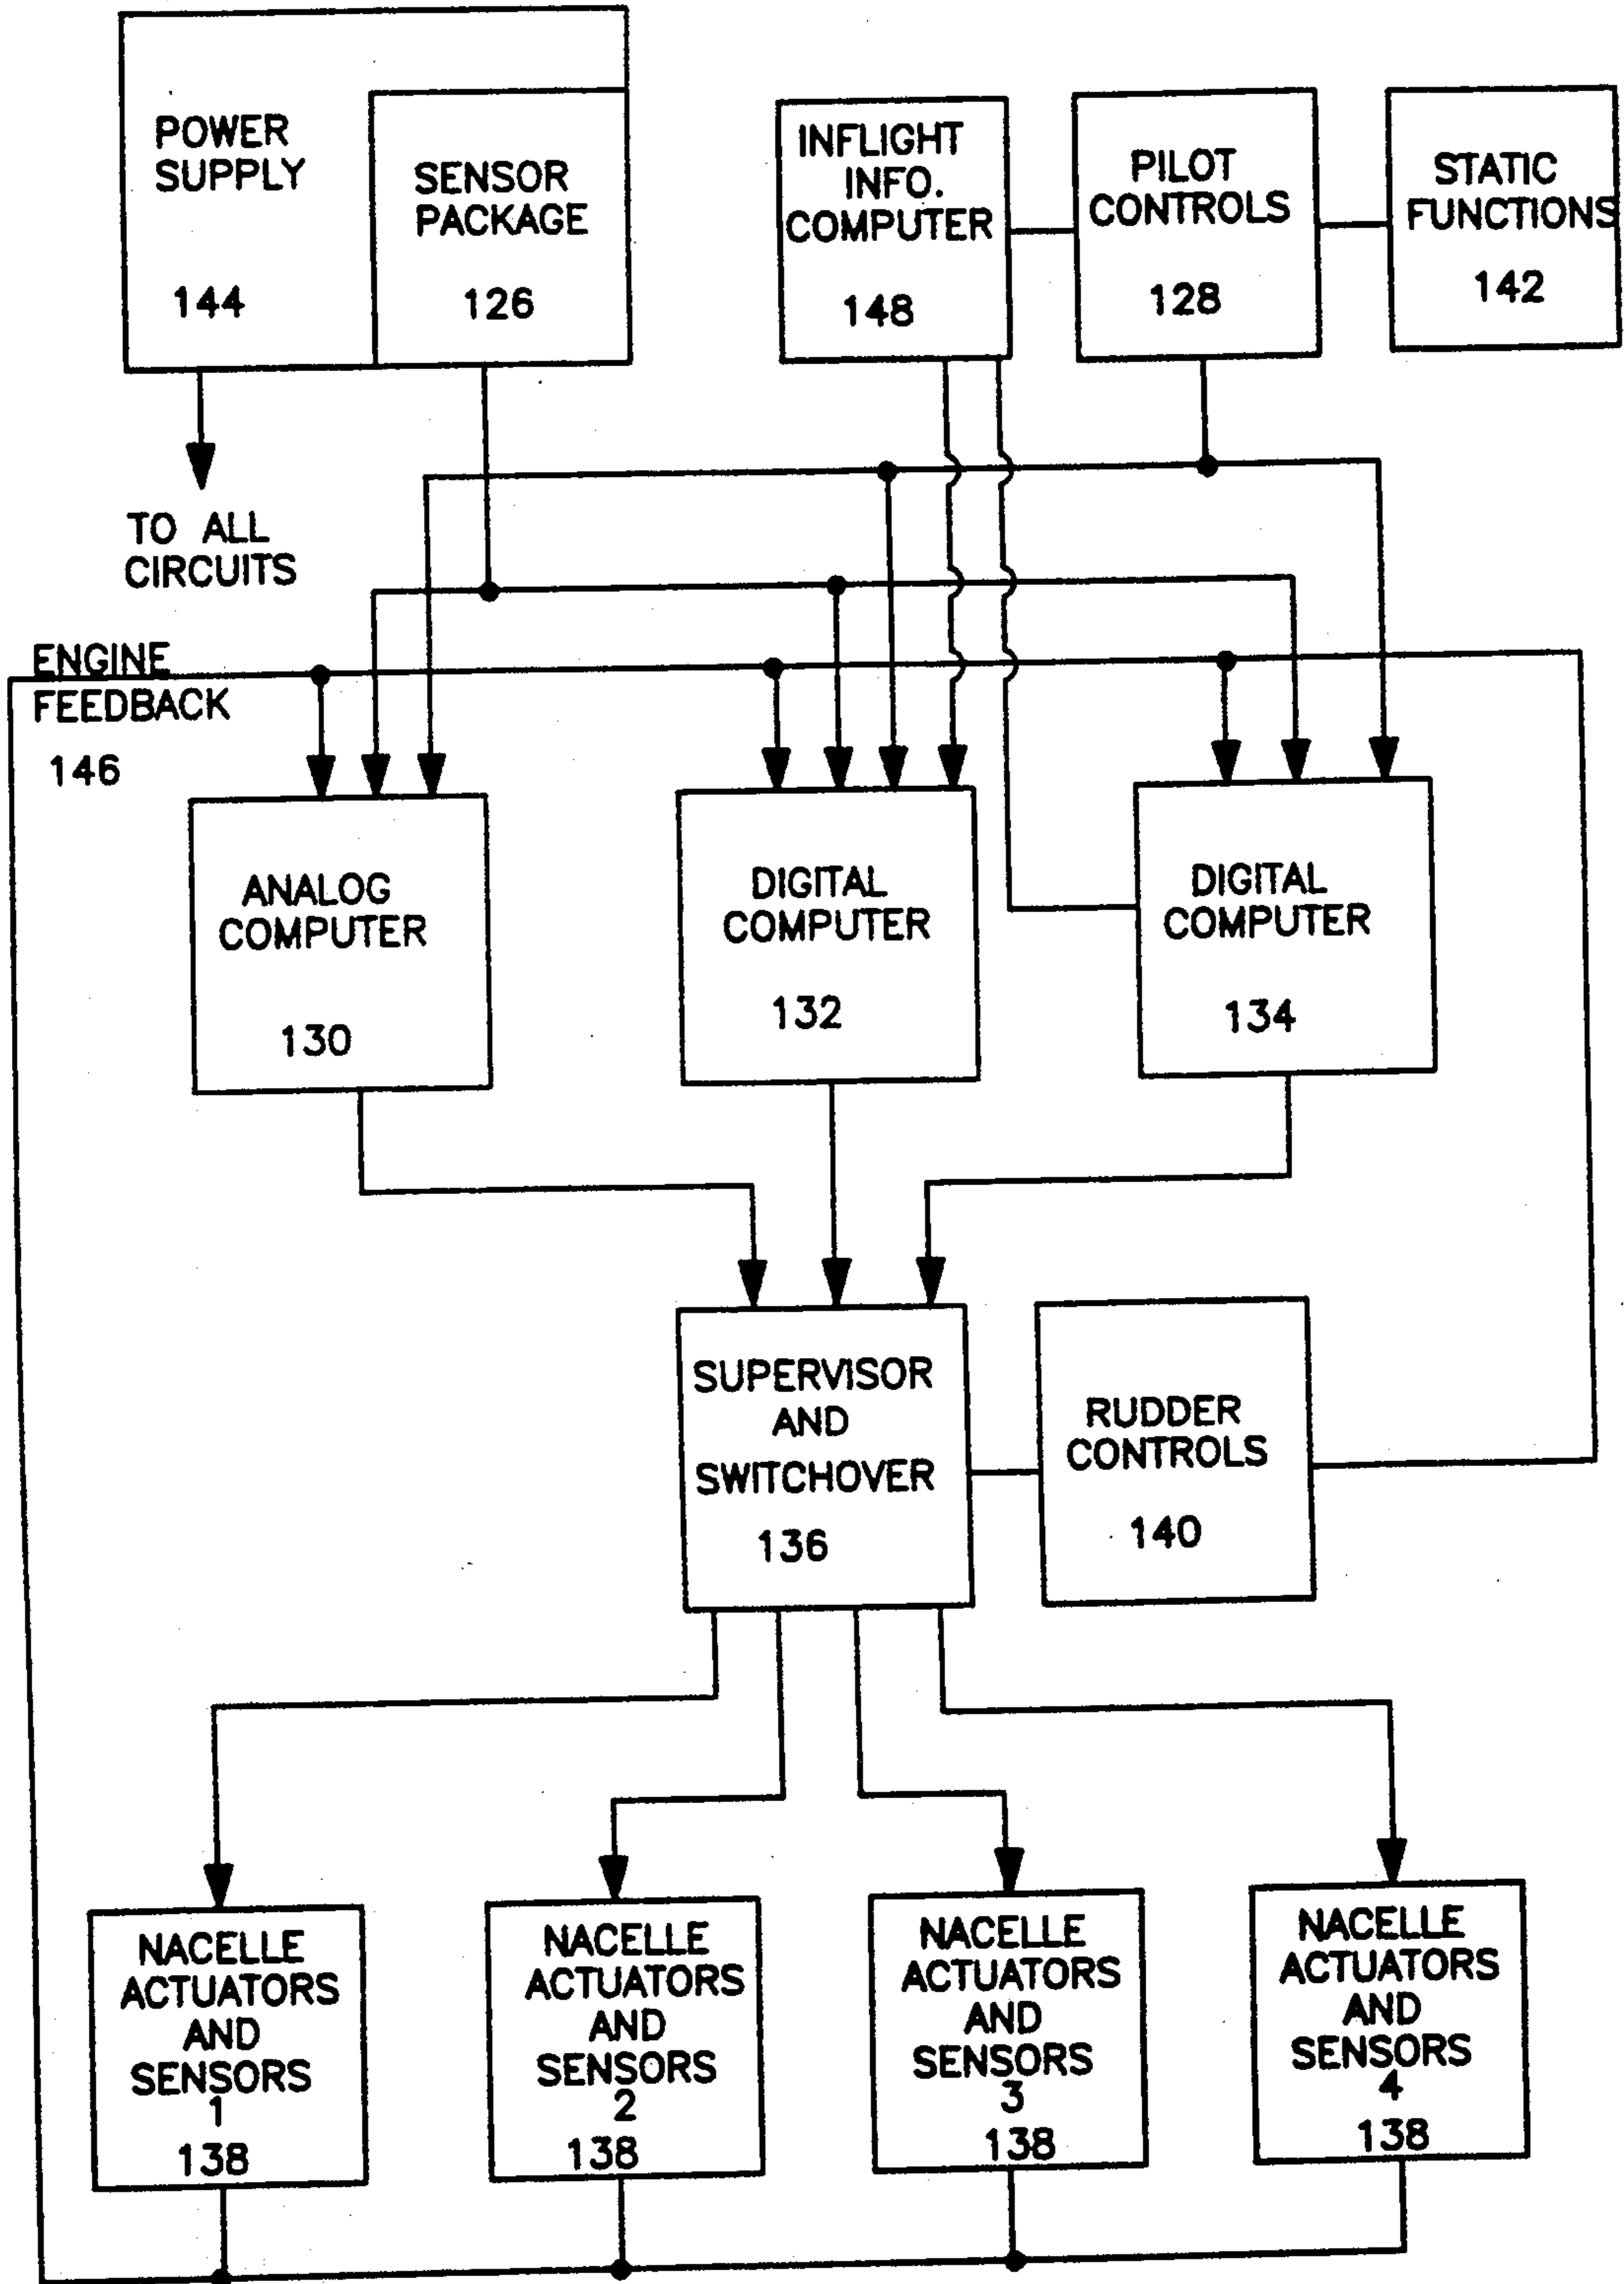 POWER
SUPPLY
144
SENSOR
PACKAGE
126
INFLIGHT
INFO.
COMPUTER
148
PILOT
CONTROLS
128
STATIC
FUNCTIONS
142
TO ALL
CIRCUITS
ENGINE
FEEDBACK
146
ANALOG
COMPUTER
130
DIGITAL
COMPUTER
132
DIGITAL
COMPUTER
134
SUPERVISOR
AND
SWITCHOVER
136
RUDDER
CONTROLS
140
NACELLE
ACTUATORS
AND
SENSORS
1
138
NACELLE
ACTUATORS
AND
SENSORS
2
138
NACELLE
ACTUATORS
AND
SENSORS
3
138
NACELLE
ACTUATORS
AND
SENSORS
4
138